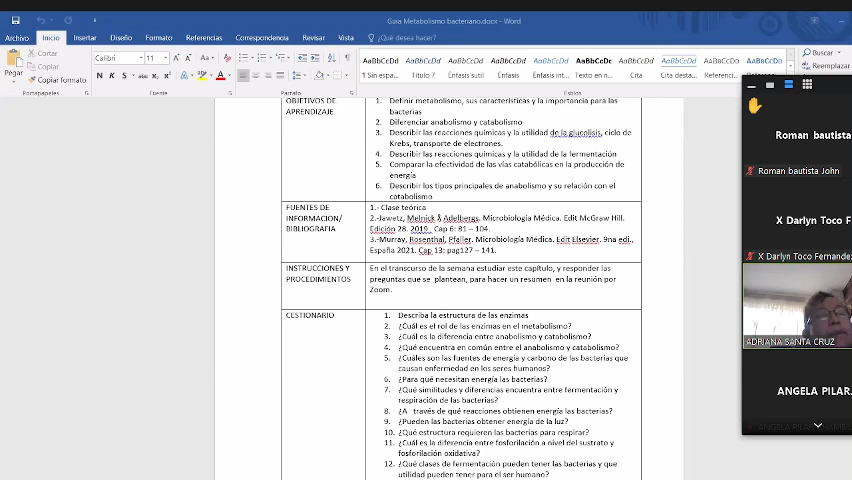 Guia Metabolismo bacteriano.docx - Word
Archivo Inicio Insertar Diseño Formato Referencias Correspondencia Revisar Vista ¿Qué desea hacer?
Pegar
Cortar
Copiar
Copiar formato
Calibri 11
N K S abc x₂ x²
Portapapeles
Fuente
Párrafo
Estilos
AaBbCcDc AaBbCcDc AaBbCcDc AaBbCcDc AaBbCcDc AaBbCcDc AaBbCcDc AaBbCcDc AaBbCcDc AaBbCcDc
¶ Sin espa... Título 7 Énfasis sutil Énfasis Énfasis int... Texto en n... Cita Cita desta... Referenci... Referenci...
Buscar
Reemplazar
OBJETIVOS DE
APRENDIZAJE
1. Definir metabolismo, sus características y la importancia para las
bacterias
2. Diferenciar anabolismo y catabolismo
3. Describir las reacciones químicas y la utilidad de la glucolisis, ciclo de
Krebs, transporte de electrones.
4. Describir las reacciones químicas y la utilidad de la fermentación
5. Comparar la efectividad de las vías catabólicas en la producción de
energía
6. Describir los tipos principales de anabolismo y su relación con el
catabolismo
FUENTES DE
INFORMACION/
BIBLIOGRAFIA
1.- Clase teórica
2.-Jawetz, Melnick & Adelbergs. Microbiología Médica. Edit McGraw Hill.
Edición 28. 2019 Cap 6: 81 – 104.
3.-Murray, Rosenthal, Pfaller. Microbiología Médica. Edit Elsevier. 9na edi.,
España 2021. Cap 13: pag127 – 141.
INSTRUCCIONES Y
PROCEDIMIENTOS
En el transcurso de la semana estudiar este capítulo, y responder las
preguntas que se plantean, para hacer un resumen en la reunión por
Zoom.
CESTIONARIO
1. Describa la estructura de las enzimas
2. ¿Cuál es el rol de las enzimas en el metabolismo?
3. ¿Cuál es la diferencia entre anabolismo y catabolismo?
4. ¿Qué encuentra en común entre el anabolismo y catabolismo?
5. ¿Cuáles son las fuentes de energía y carbono de las bacterias que
causan enfermedad en los seres humanos?
6. ¿Para qué necesitan energía las bacterias?
7. ¿Qué similitudes y diferencias encuentra entre fermentación y
respiración de las bacterias?
8. ¿A través de qué reacciones obtienen energía las bacterias?
9. ¿Pueden las bacterias obtener energía de la luz?
10. ¿Qué estructura requieren las bacterias para respirar?
11. ¿Cuál es la diferencia entre fosforilación a nivel del sustrato y
fosforilación oxidativa?
12. ¿Qué clases de fermentación pueden tener las bacterias y que
utilidad pueden tener para el ser humano?
Roman bautista
Roman bautista John
X Darlyn Toco F
X Darlyn Toco Fernandez
ADRIANA SANTA CRUZ
ANGELA PILAR